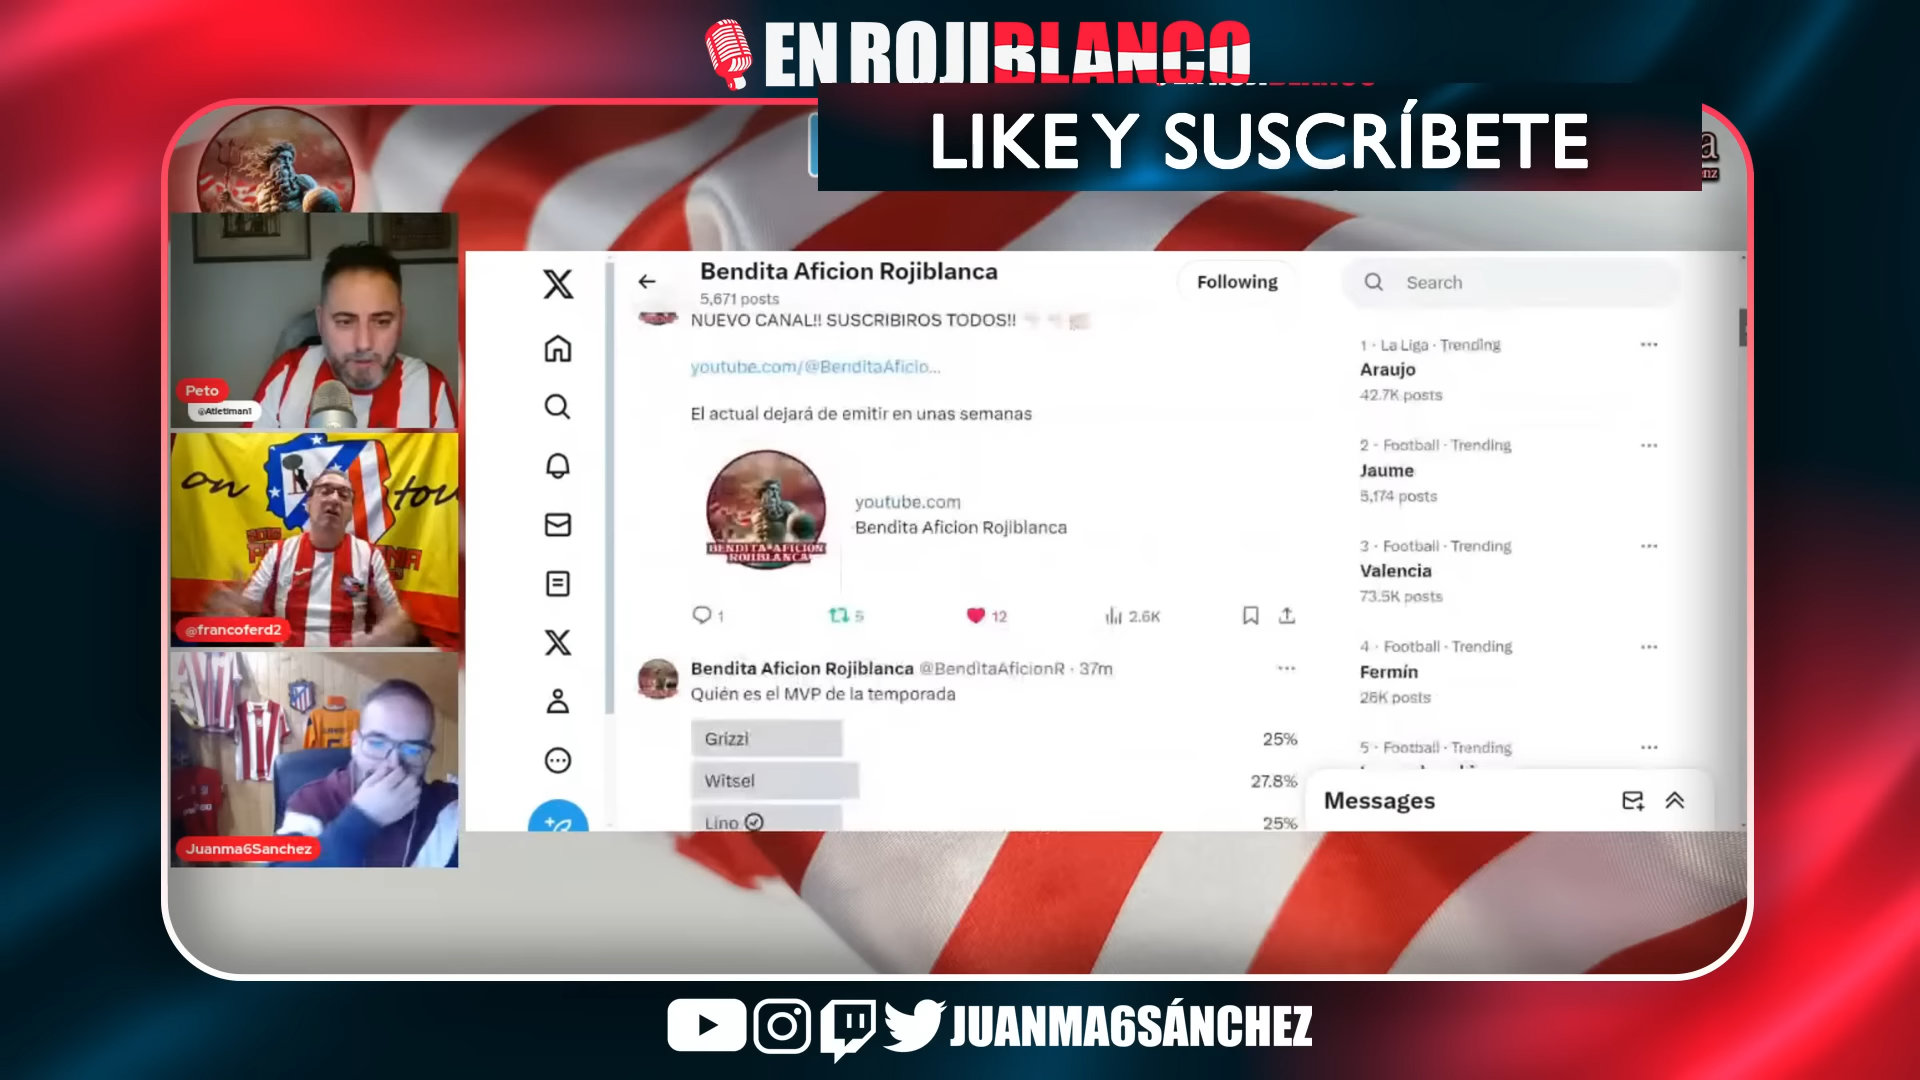 EN ROJIBLANCO
LIKE Y SUSCRÍBETE
Peto
@Atletiman1
on tour
@francoferd2
Juanma6Sanchez
Bendita Aficion Rojiblanca
5,671 posts
Following
Search
NUEVO CANAL!! SUSCRIBIROS TODOS!!
youtube.com/@BenditaAficio...
El actual dejará de emitir en unas semanas
BENDITA AFICION
ROJIBLANCA
youtube.com
Bendita Aficion Rojiblanca
1
5
12
2.6K
Bendita Aficion Rojiblanca @BenditaAficionR · 37m
Quién es el MVP de la temporada
Grizzi 25%
Witsel 27.8%
Lino 25%
1 · La Liga · Trending
Araujo
42.7K posts
2 · Football · Trending
Jaume
5,174 posts
3 · Football · Trending
Valencia
73.5K posts
4 · Football · Trending
Fermín
26K posts
5 · Football · Trending
Messages
JUANMA6SÁNCHEZ